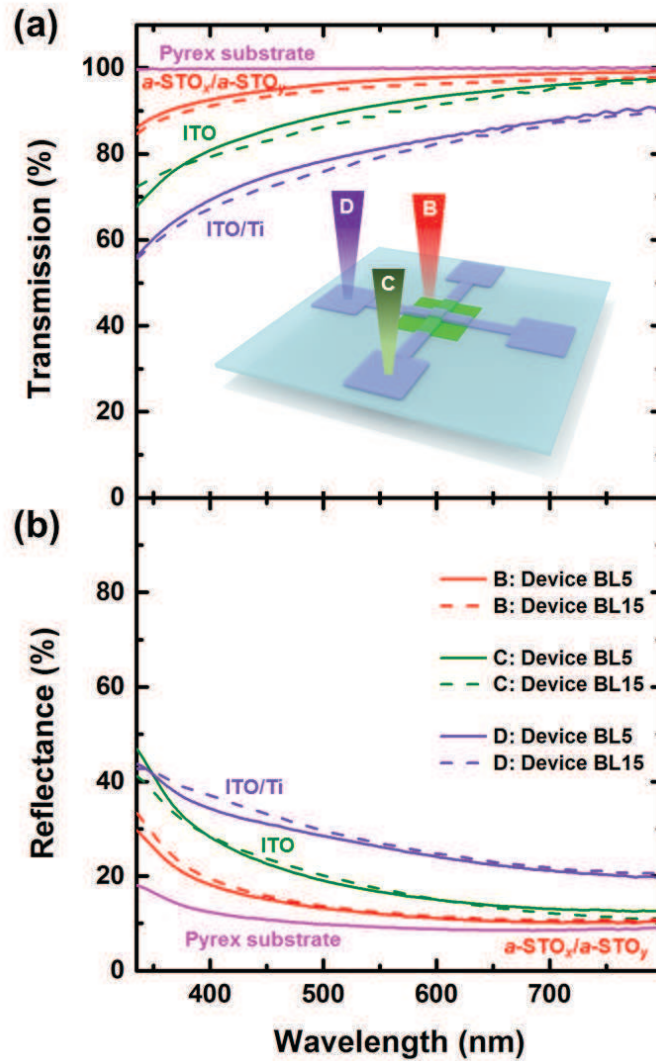 (a)
Pyrex substrate
a-STOx/a-STOy
ITO
ITO/Ti
D
B
C
100
80
60
40
20
0
Transmission (%)
(b)
B: Device BL5
B: Device BL15
C: Device BL5
C: Device BL15
D: Device BL5
D: Device BL15
ITO/Ti
ITO
Pyrex substrate
a-STOx/a-STOy
80
60
40
20
0
Reflectance (%)
400 500 600 700
Wavelength (nm)